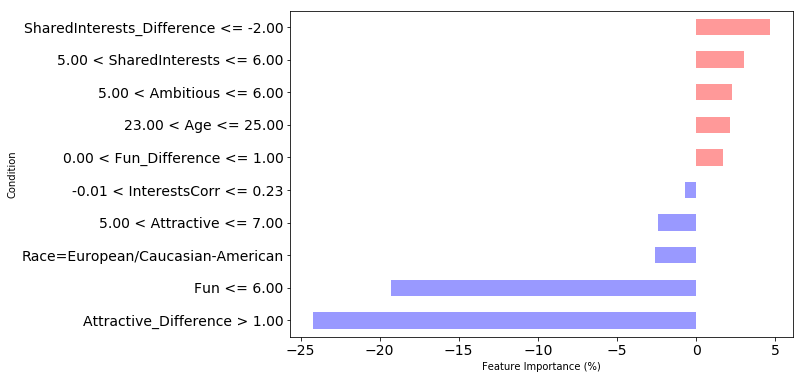 SharedInterests_Difference <= -2.00
5.00 < SharedInterests <= 6.00
5.00 < Ambitious <= 6.00
23.00 < Age <= 25.00
0.00 < Fun_Difference <= 1.00
-0.01 < InterestsCorr <= 0.23
5.00 < Attractive <= 7.00
Race=European/Caucasian-American
Fun <= 6.00
Attractive_Difference > 1.00
Condition
−25 −20 −15 −10 −5 0 5
Feature Importance (%)